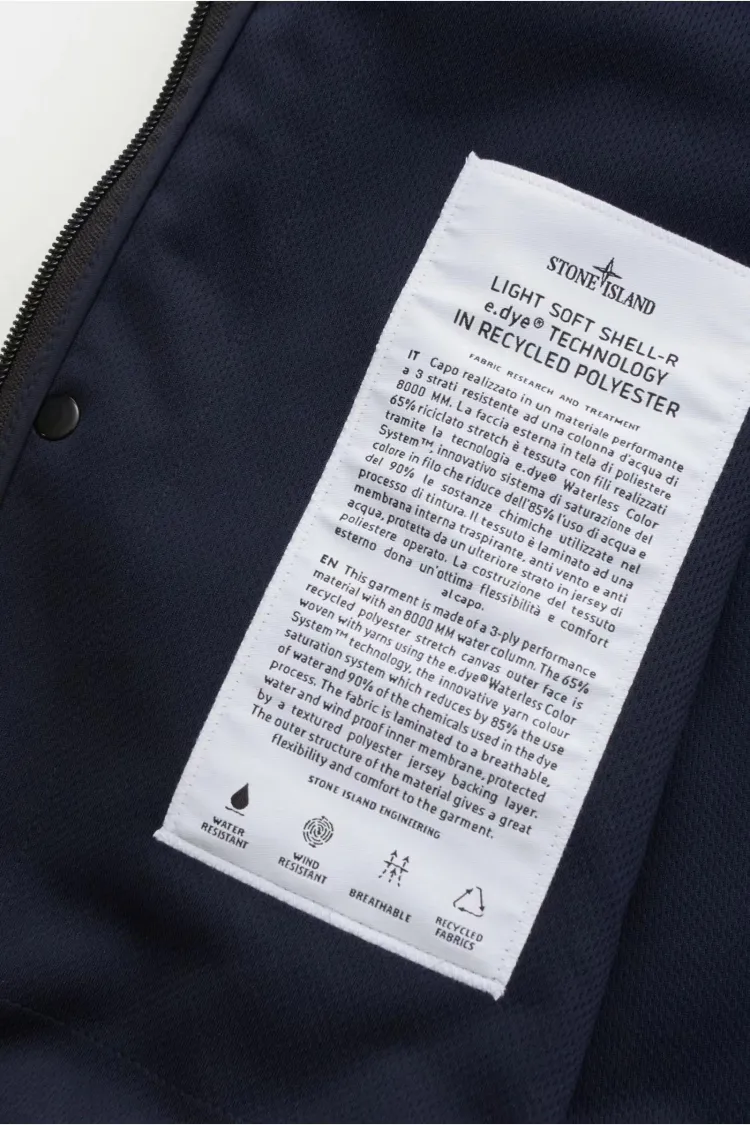 STONE ISLAND
LIGHT SOFT SHELL-R
e.dye® TECHNOLOGY
IN RECYCLED POLYESTER
FABRIC RESEARCH AND TREATMENT
IT Capo realizzato in un materiale performante
a 3 strati resistente ad una colonna d'acqua di
8000 MM. La faccia esterna in tela di poliestere
65% riciclato stretch è tessuta con fili realizzati
tramite la tecnologia e.dye® Waterless Color
System™, innovativo sistema di saturazione del
colore in filo che riduce dell'85% l'uso di acqua e
del 90% le sostanze chimiche utilizzate nel
processo di tintura. Il tessuto è laminato ad una
membrana interna traspirante, anti vento e anti
acqua, protetta da un ulteriore strato in jersey di
poliestere operato. La costruzione del tessuto
esterno dona un'ottima flessibilità e comfort
al capo.
EN This garment is made of a 3-ply performance
material with an 8000 MM water column. The 65%
recycled polyester stretch canvas outer face is
woven with yarns using the e.dye® Waterless Color
System™ technology, the innovative yarn colour
saturation system which reduces by 85% the use
of water and 90% of the chemicals used in the dye
process. The fabric is laminated to a breathable,
water and wind proof inner membrane, protected
by a textured polyester jersey backing layer.
The outer structure of the material gives a great
flexibility and comfort to the garment.
STONE ISLAND ENGINEERING
WATER
RESISTANT
WIND
RESISTANT
BREATHABLE
RECYCLED
FABRICS